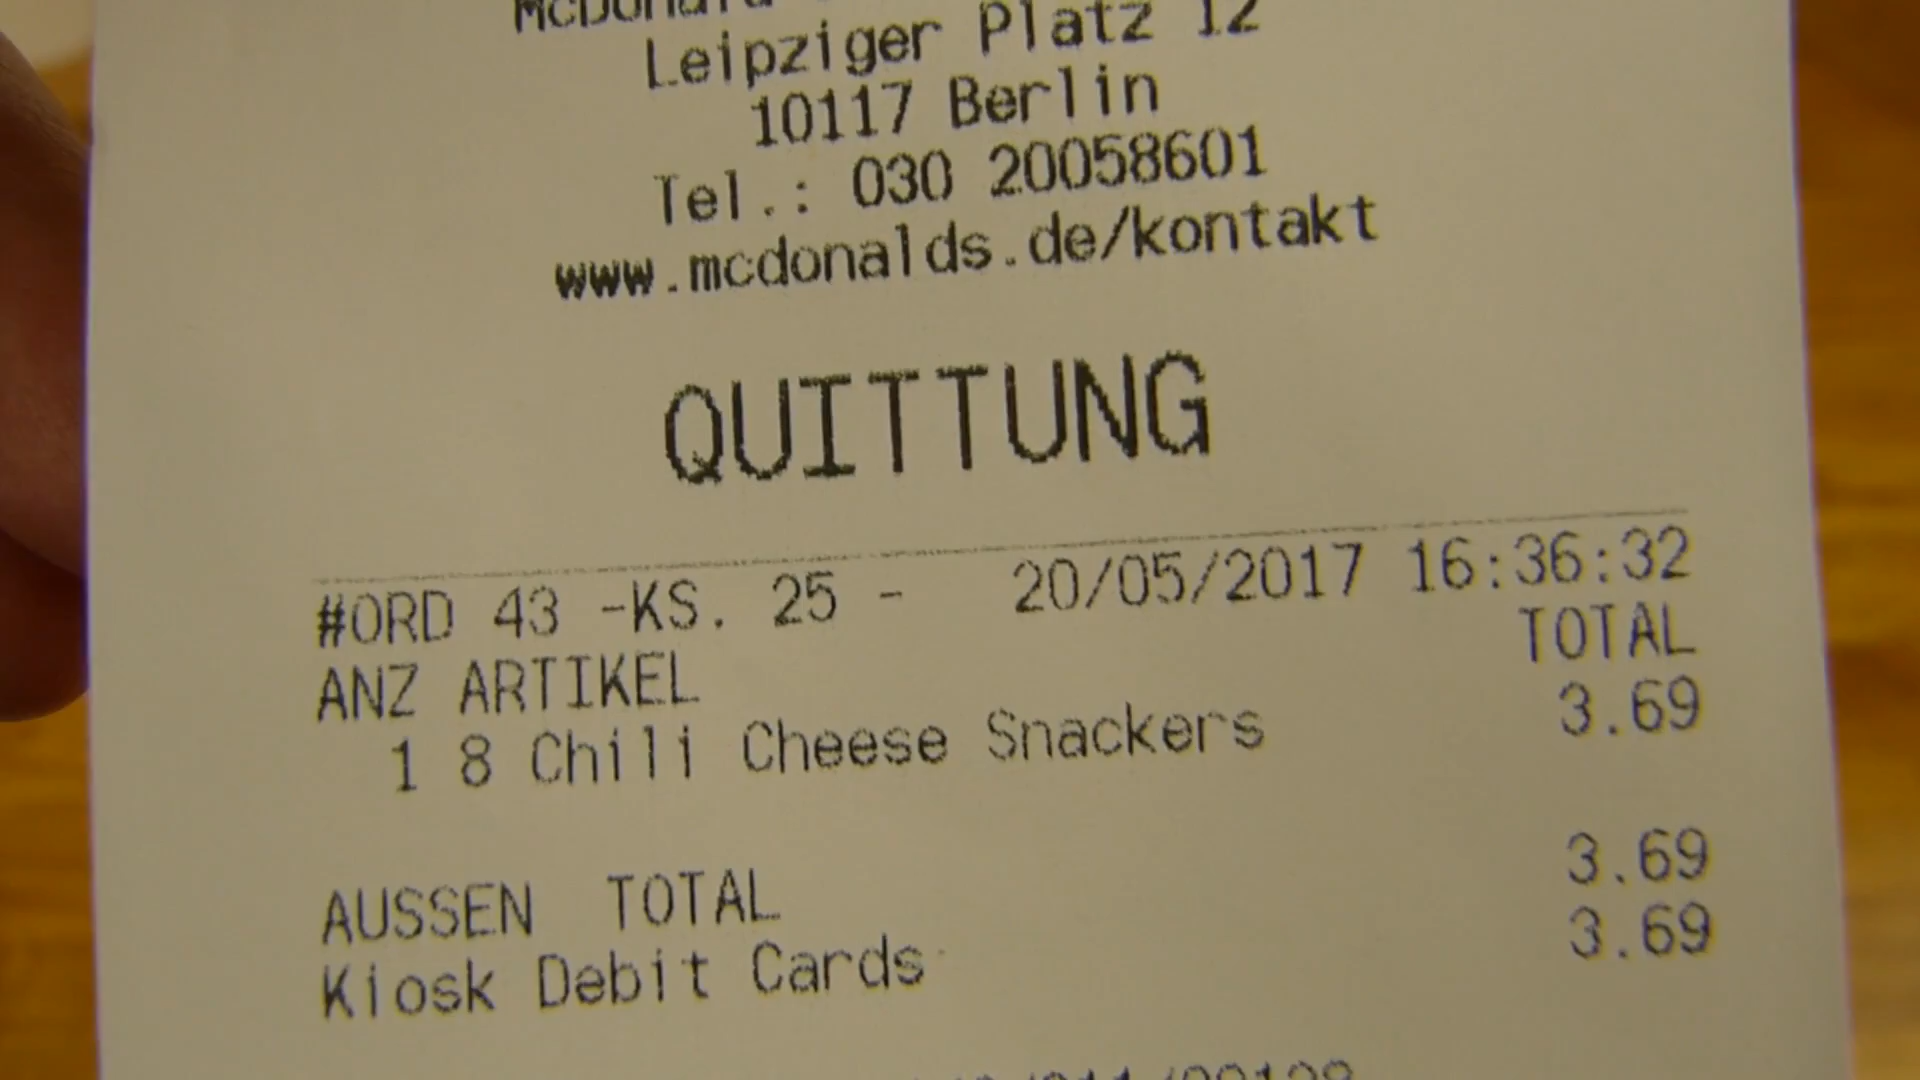 Leipziger Platz 12
10117 Berlin
Tel.: 030 20058601
www.mcdonalds.de/kontakt
QUITTUNG
#ORD 43 -KS. 25 - 20/05/2017 16:36:32
ANZ ARTIKEL TOTAL
1 8 Chili Cheese Snackers 3.69
AUSSEN TOTAL 3.69
Kiosk Debit Cards 3.69